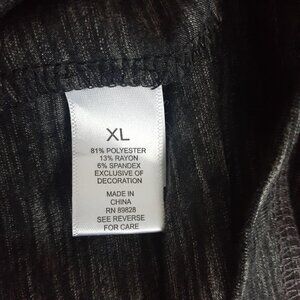 XL
81% POLYESTER
13% RAYON
6% SPANDEX
EXCLUSIVE OF
DECORATION
MADE IN
CHINA
RN 89828
SEE REVERSE
FOR CARE